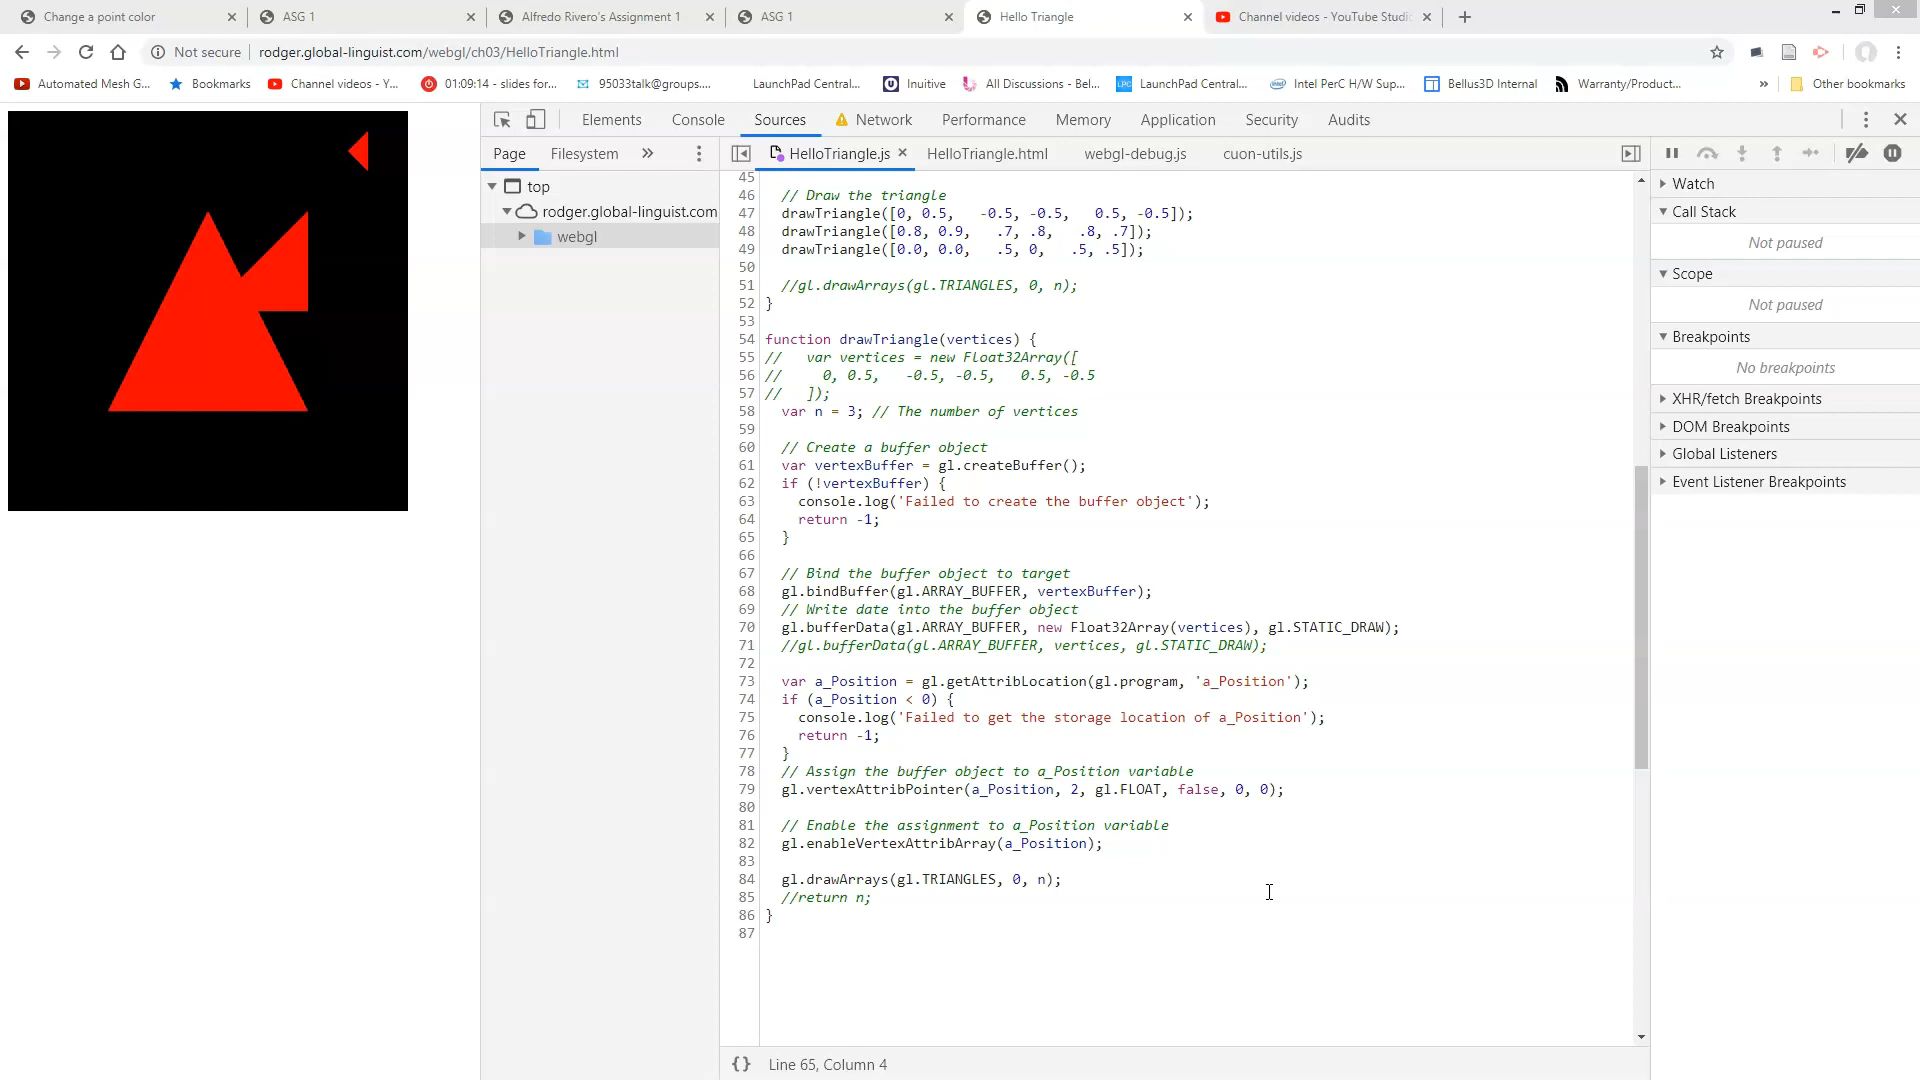 Change a point color
ASG 1
Alfredo Rivero's Assignment 1
ASG 1
Hello Triangle
Channel videos - YouTube Studi
Not secure
rodger.global-linguist.com/webgl/ch03/HelloTriangle.html
Automated Mesh G...
Bookmarks
Channel videos - Y...
01:09:14 - slides for...
95033talk@groups....
LaunchPad Central...
Inuitive
All Discussions - Bel...
LaunchPad Central...
Intel PerC H/W Sup...
Bellus3D Internal
Warranty/Product...
»
Other bookmarks
Elements
Console
Sources
Network
Performance
Memory
Application
Security
Audits
Page
Filesystem
»
HelloTriangle.js
HelloTriangle.html
webgl-debug.js
cuon-utils.js
top
rodger.global-linguist.com
webgl
45
46 // Draw the triangle
47 drawTriangle([0, 0.5,   -0.5, -0.5,   0.5, -0.5]);
48 drawTriangle([0.8, 0.9,   .7, .8,   .8, .7]);
49 drawTriangle([0.0, 0.0,   .5, 0,   .5, .5]);
50
51 //gl.drawArrays(gl.TRIANGLES, 0, n);
52 }
53
54 function drawTriangle(vertices) {
55 //   var vertices = new Float32Array([
56 //     0, 0.5,   -0.5, -0.5,   0.5, -0.5
57 //   ]);
58 var n = 3; // The number of vertices
59
60 // Create a buffer object
61 var vertexBuffer = gl.createBuffer();
62 if (!vertexBuffer) {
63 console.log('Failed to create the buffer object');
64 return -1;
65 }
66
67 // Bind the buffer object to target
68 gl.bindBuffer(gl.ARRAY_BUFFER, vertexBuffer);
69 // Write date into the buffer object
70 gl.bufferData(gl.ARRAY_BUFFER, new Float32Array(vertices), gl.STATIC_DRAW);
71 //gl.bufferData(gl.ARRAY_BUFFER, vertices, gl.STATIC_DRAW);
72
73 var a_Position = gl.getAttribLocation(gl.program, 'a_Position');
74 if (a_Position < 0) {
75 console.log('Failed to get the storage location of a_Position');
76 return -1;
77 }
78 // Assign the buffer object to a_Position variable
79 gl.vertexAttribPointer(a_Position, 2, gl.FLOAT, false, 0, 0);
80
81 // Enable the assignment to a_Position variable
82 gl.enableVertexAttribArray(a_Position);
83
84 gl.drawArrays(gl.TRIANGLES, 0, n);
85 //return n;
86 }
87
{} Line 65, Column 4
Watch
Call Stack
Not paused
Scope
Not paused
Breakpoints
No breakpoints
XHR/fetch Breakpoints
DOM Breakpoints
Global Listeners
Event Listener Breakpoints